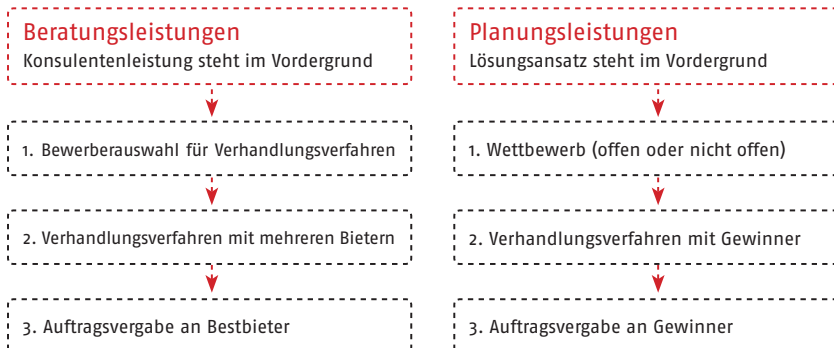 Beratungsleistungen
Konsulentenleistung steht im Vordergrund
1. Bewerberauswahl für Verhandlungsverfahren
2. Verhandlungsverfahren mit mehreren Bietern
3. Auftragsvergabe an Bestbieter
Planungsleistungen
Lösungsansatz steht im Vordergrund
1. Wettbewerb (offen oder nicht offen)
2. Verhandlungsverfahren mit Gewinner
3. Auftragsvergabe an Gewinner